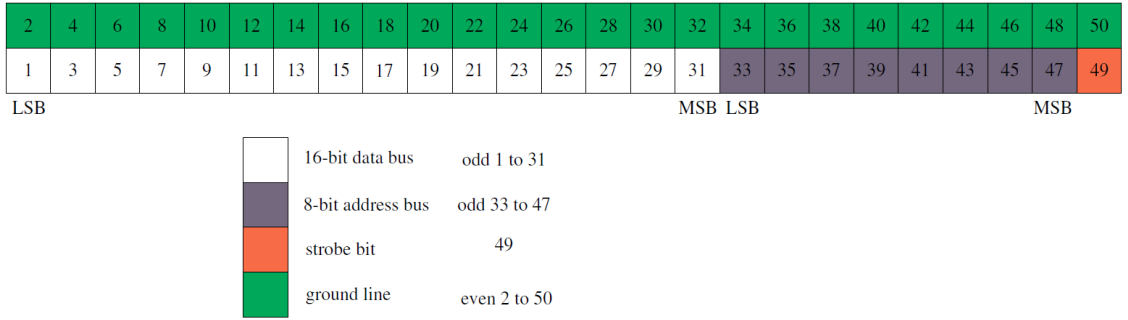 2 4 6 8 10 12 14 16 18 20 22 24 26 28 30 32 34 36 38 40 42 44 46 48 50
1 3 5 7 9 11 13 15 17 19 21 23 25 27 29 31 33 35 37 39 41 43 45 47 49
LSB MSB LSB MSB
16-bit data bus odd 1 to 31
8-bit address bus odd 33 to 47
strobe bit 49
ground line even 2 to 50